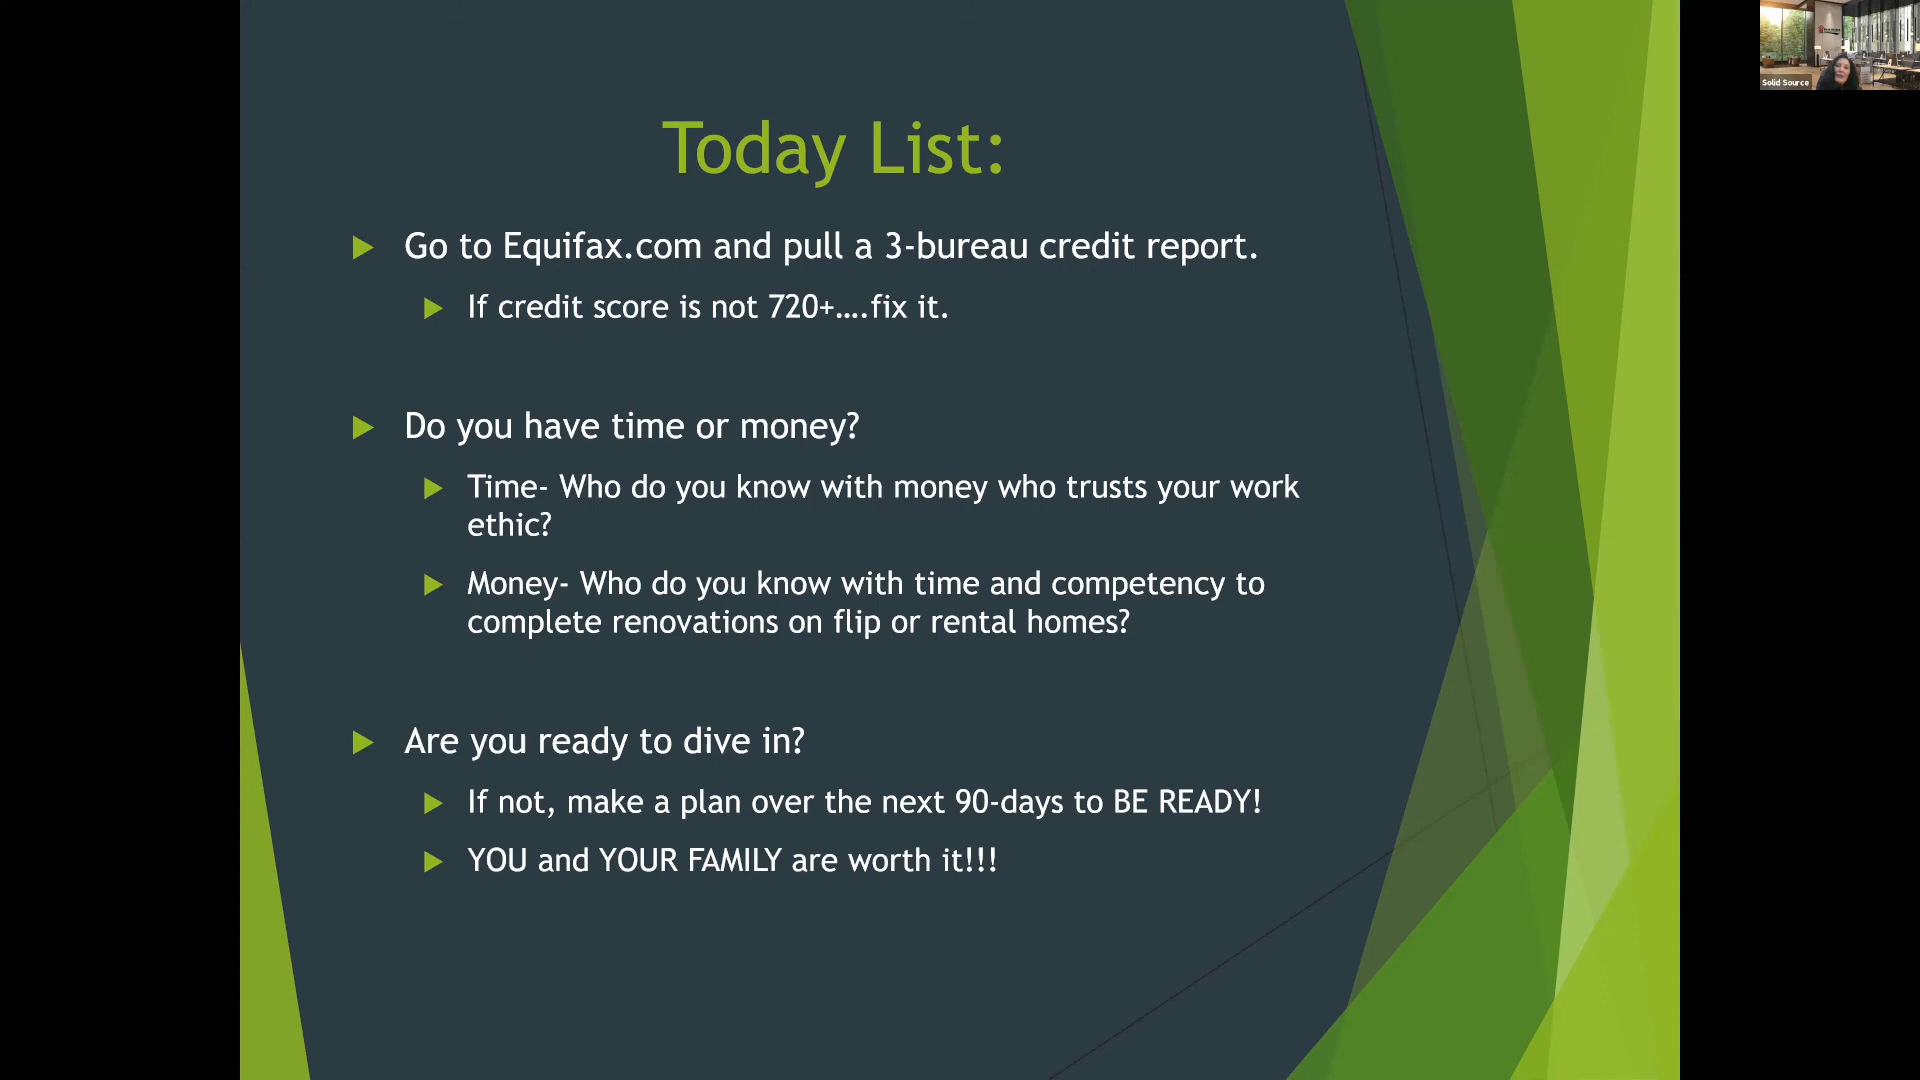 Today List:
Go to Equifax.com and pull a 3-bureau credit report.
If credit score is not 720+....fix it.
Do you have time or money?
Time- Who do you know with money who trusts your work
ethic?
Money- Who do you know with time and competency to
complete renovations on flip or rental homes?
Are you ready to dive in?
If not, make a plan over the next 90-days to BE READY!
YOU and YOUR FAMILY are worth it!!!
Solid Source